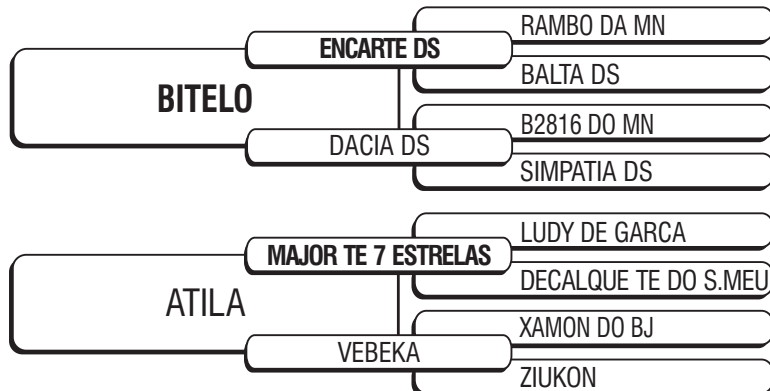 RAMBO DA MN
ENCARTE DS
BALTA DS
BITELO
B2816 DO MN
DACIA DS
SIMPATIA DS
LUDY DE GARCA
MAJOR TE 7 ESTRELAS
DECALQUE TE DO S.MEU
ATILA
XAMON DO BJ
VEBEKA
ZIUKON